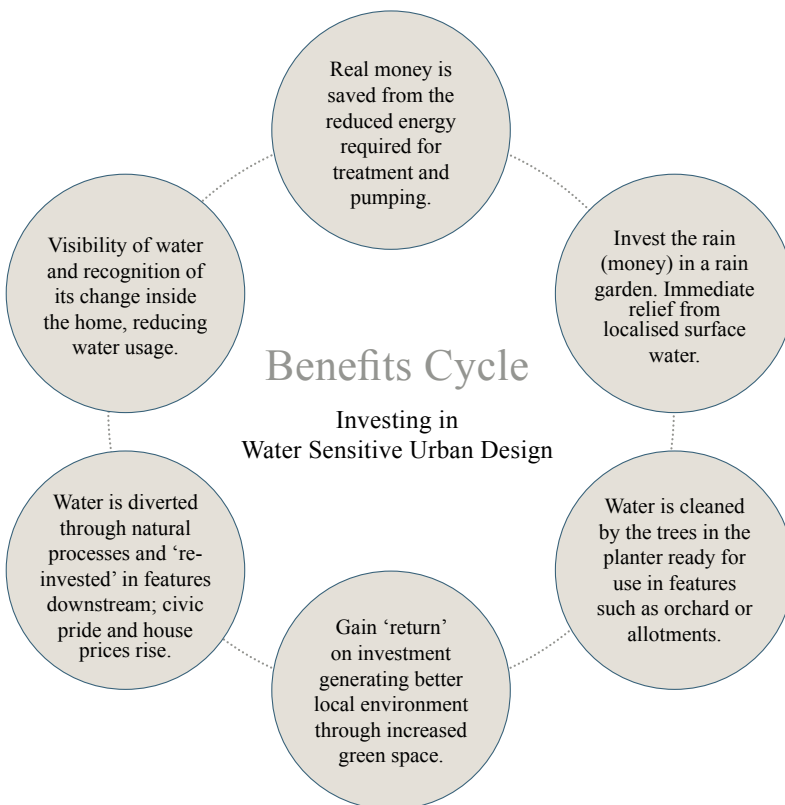 Real money is
saved from the
reduced energy
required for
treatment and
pumping.
Invest the rain
(money) in a rain
garden. Immediate
relief from
localised surface
water.
Water is cleaned
by the trees in the
planter ready for
use in features
such as orchard or
allotments.
Gain ‘return’
on investment
generating better
local environment
through increased
green space.
Water is diverted
through natural
processes and ‘re-
invested’ in features
downstream; civic
pride and house
prices rise.
Visibility of water
and recognition of
its change inside
the home, reducing
water usage.
Benefits Cycle
Investing in
Water Sensitive Urban Design